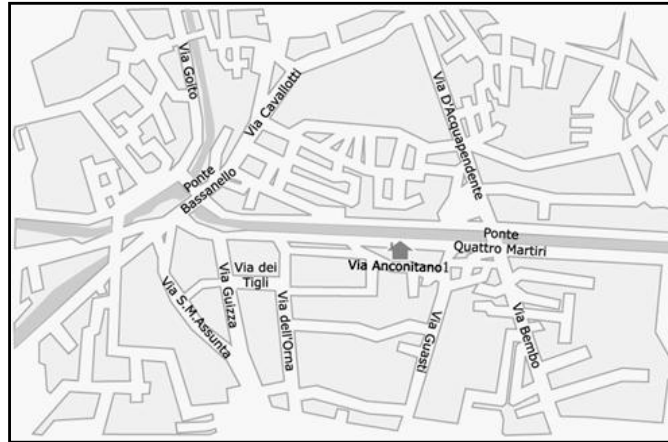 Via Goito
Via Cavallotti
Via D'Acquapendente
Ponte
Bassanello
Ponte
Quattro Martiri
Via Anconitano1
Via dei
Tigli
Via Guizza
Via S.M.Assunta
Via dell'Orna
Via Guasti
Via Bembo